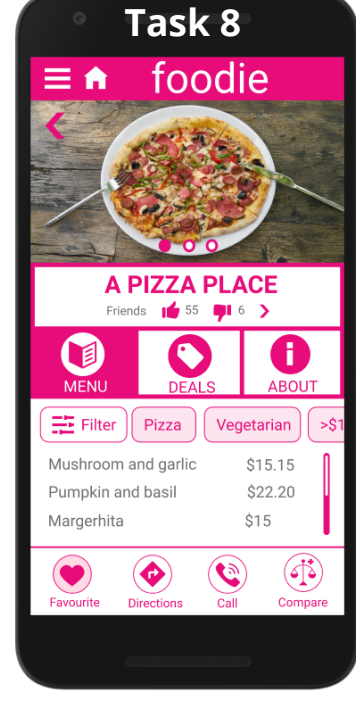 Task 8
foodie
A PIZZA PLACE
Friends 55 6
MENU DEALS ABOUT
Filter Pizza Vegetarian >$1
Mushroom and garlic $15.15
Pumpkin and basil $22.20
Margerhita $15
Favourite Directions Call Compare